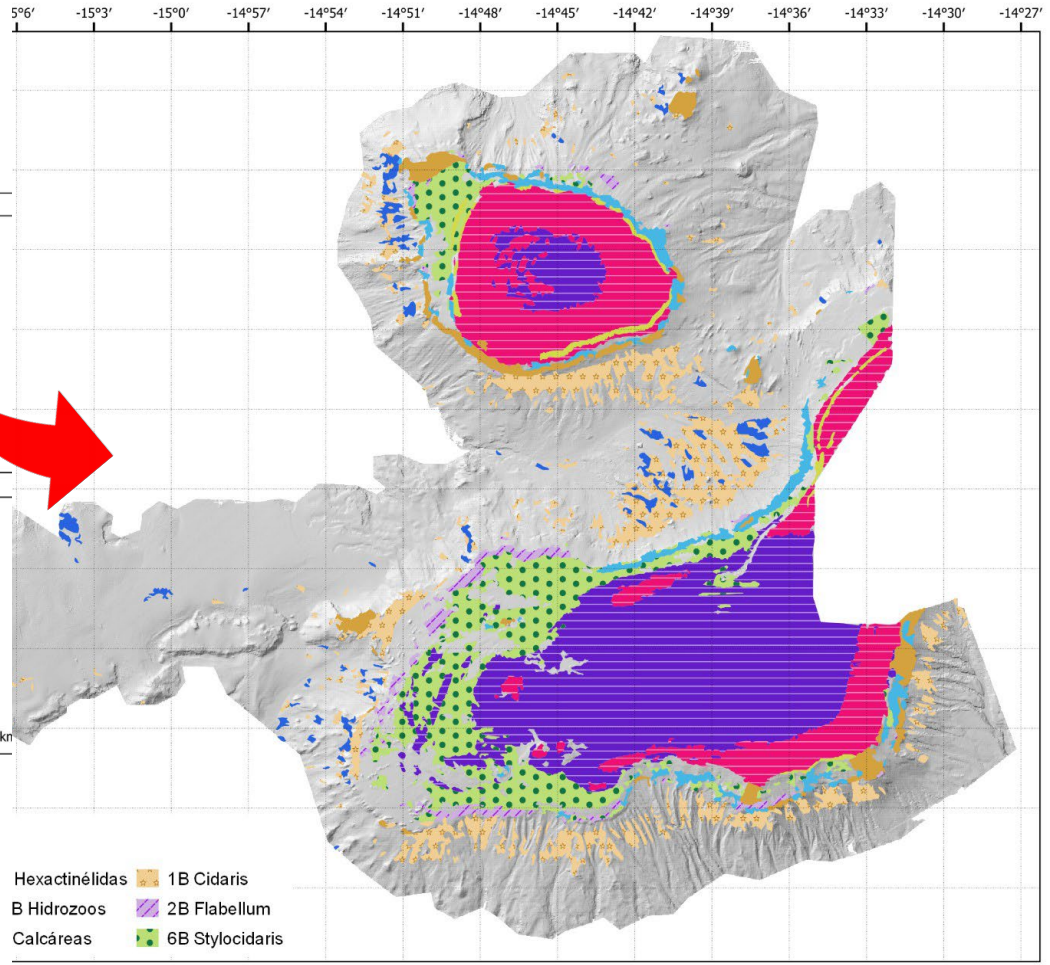 5°6′ -15°3′ -15°0′ -14°57′ -14°54′ -14°51′ -14°48′ -14°45′ -14°42′ -14°39′ -14°36′ -14°33′ -14°30′ -14°27′
km
Hexactinélidas 1B Cidaris
B Hidrozoos 2B Flabellum
Calcáreas 6B Stylocidaris